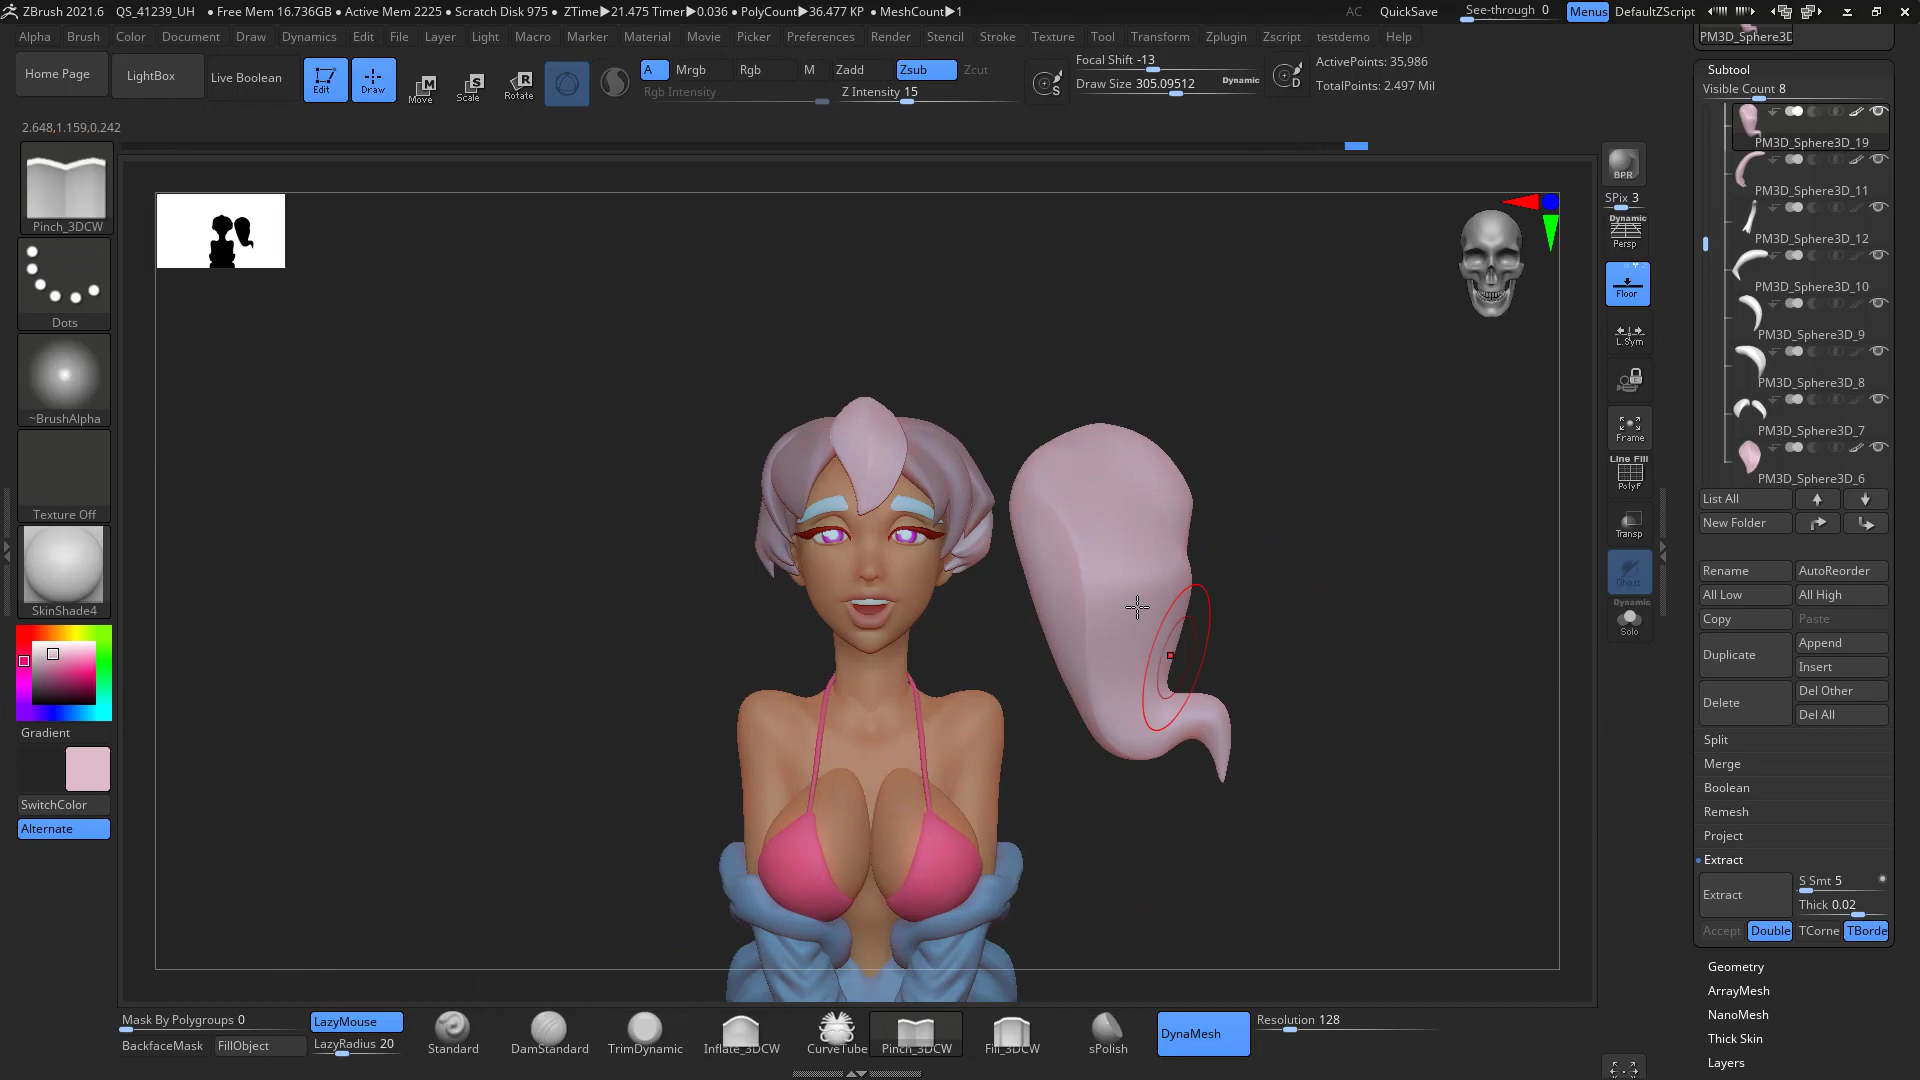 ZBrush 2021.6 QS_41239_UH • Free Mem 16.736GB • Active Mem 2225 • Scratch Disk 975 • ZTime▶21.475 Timer▶0.036 • PolyCount▶36.477 KP • MeshCount▶1 AC QuickSave See-through 0 Menus DefaultZScript
Alpha Brush Color Document Draw Dynamics Edit File Layer Light Macro Marker Material Movie Picker Preferences Render Stencil Stroke Texture Tool Transform Zplugin Zscript testdemo Help
Home Page LightBox Live Boolean Edit Draw Move Scale Rotate
A Mrgb Rgb M Zadd Zsub Zcut
Rgb Intensity Z Intensity 15
S
Focal Shift -13
Draw Size 305.09512 Dynamic
D
ActivePoints: 35,986
TotalPoints: 2.497 Mil
2.648,1.159,0.242
Pinch_3DCW
Dots
~BrushAlpha
Texture Off
SkinShade4
Gradient
SwitchColor
Alternate
BPR
SPix 3
Dynamic
Persp
Floor
L.Sym
Frame
Line Fill
PolyF
Transp
Ghost
Dynamic
Solo
PM3D_Sphere3D
Subtool
Visible Count 8
PM3D_Sphere3D_19
PM3D_Sphere3D_11
PM3D_Sphere3D_12
PM3D_Sphere3D_10
PM3D_Sphere3D_9
PM3D_Sphere3D_8
PM3D_Sphere3D_7
PM3D_Sphere3D_6
List All
New Folder
Rename AutoReorder
All Low All High
Copy Paste
Duplicate Append
Insert
Delete Del Other
Del All
Split
Merge
Boolean
Remesh
Project
Extract
Extract S Smt 5
Thick 0.02
Accept Double TCorne TBorde
Geometry
ArrayMesh
NanoMesh
Thick Skin
Layers
Mask By Polygroups 0 LazyMouse
BackfaceMask FillObject LazyRadius 20
Standard DamStandard TrimDynamic Inflate_3DCW CurveTube Pinch_3DCW Fill_3DCW sPolish
DynaMesh Resolution 128